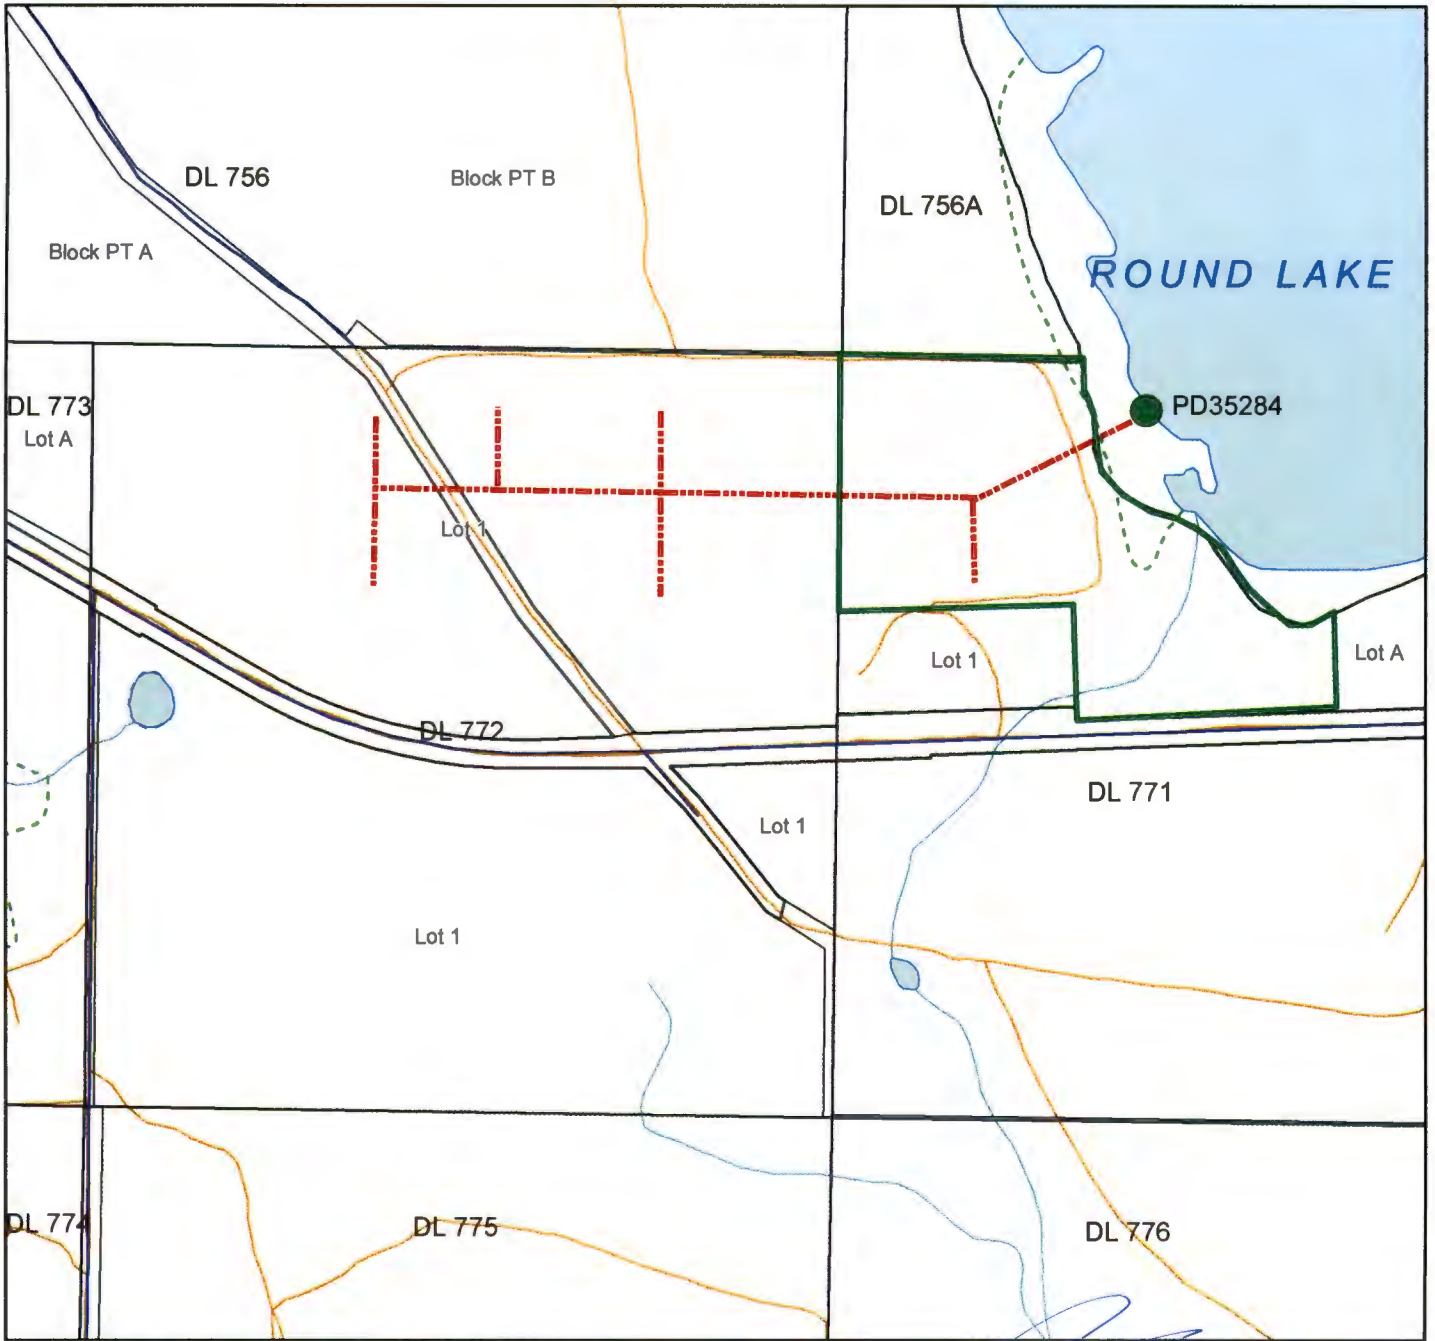 DL 756
Block PT B
DL 756A
Block PT A
ROUND LAKE
DL 773
Lot A
PD35284
Lot 1
Lot 1
Lot A
DL 772
DL 771
Lot 1
Lot 1
DL 774
DL 775
DL 776